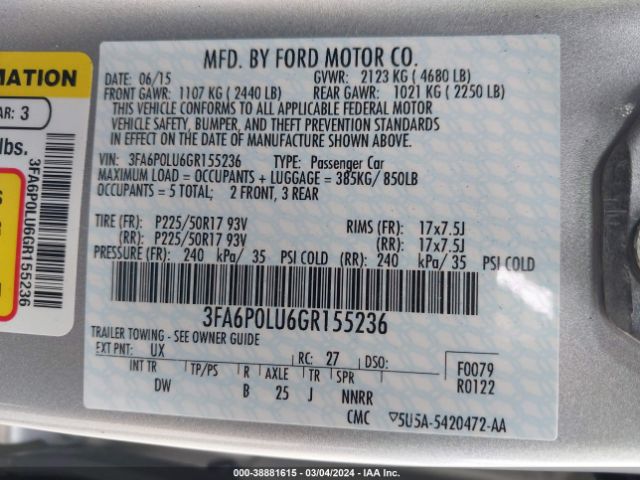 MFD. BY FORD MOTOR CO.
DATE: 06/15 GVWR: 2123 KG ( 4680 LB)
FRONT GAWR: 1107 KG ( 2440 LB) REAR GAWR: 1021 KG ( 2250 LB)
THIS VEHICLE CONFORMS TO ALL APPLICABLE FEDERAL MOTOR
VEHICLE SAFETY, BUMPER, AND THEFT PREVENTION STANDARDS
IN EFFECT ON THE DATE OF MANUFACTURE SHOWN ABOVE.
VIN: 3FA6P0LU6GR155236 TYPE: Passenger Car
MAXIMUM LOAD = OCCUPANTS + LUGGAGE = 385KG/ 850LB
OCCUPANTS = 5 TOTAL; 2 FRONT, 3 REAR
TIRE (FR): P225/50R17 93V RIMS (FR): 17x7.5J
(RR): P225/50R17 93V (RR): 17x7.5J
PRESSURE (FR): 240 kPa/ 35 PSI COLD (RR): 240 kPa/ 35 PSI COLD
3FA6P0LU6GR155236
TRAILER TOWING - SEE OWNER GUIDE
EXT PNT: UX RC: 27 DSO: F0079
INT TR TP/PS R AXLE TR SPR R0122
DW B 25 J NNRR
CMC 5U5A-5420472-AA
MATION
AR: 3
lbs.
3FA6P0LU6GR155236
000 - 38881615 - 03/04/2024 - IAA Inc.